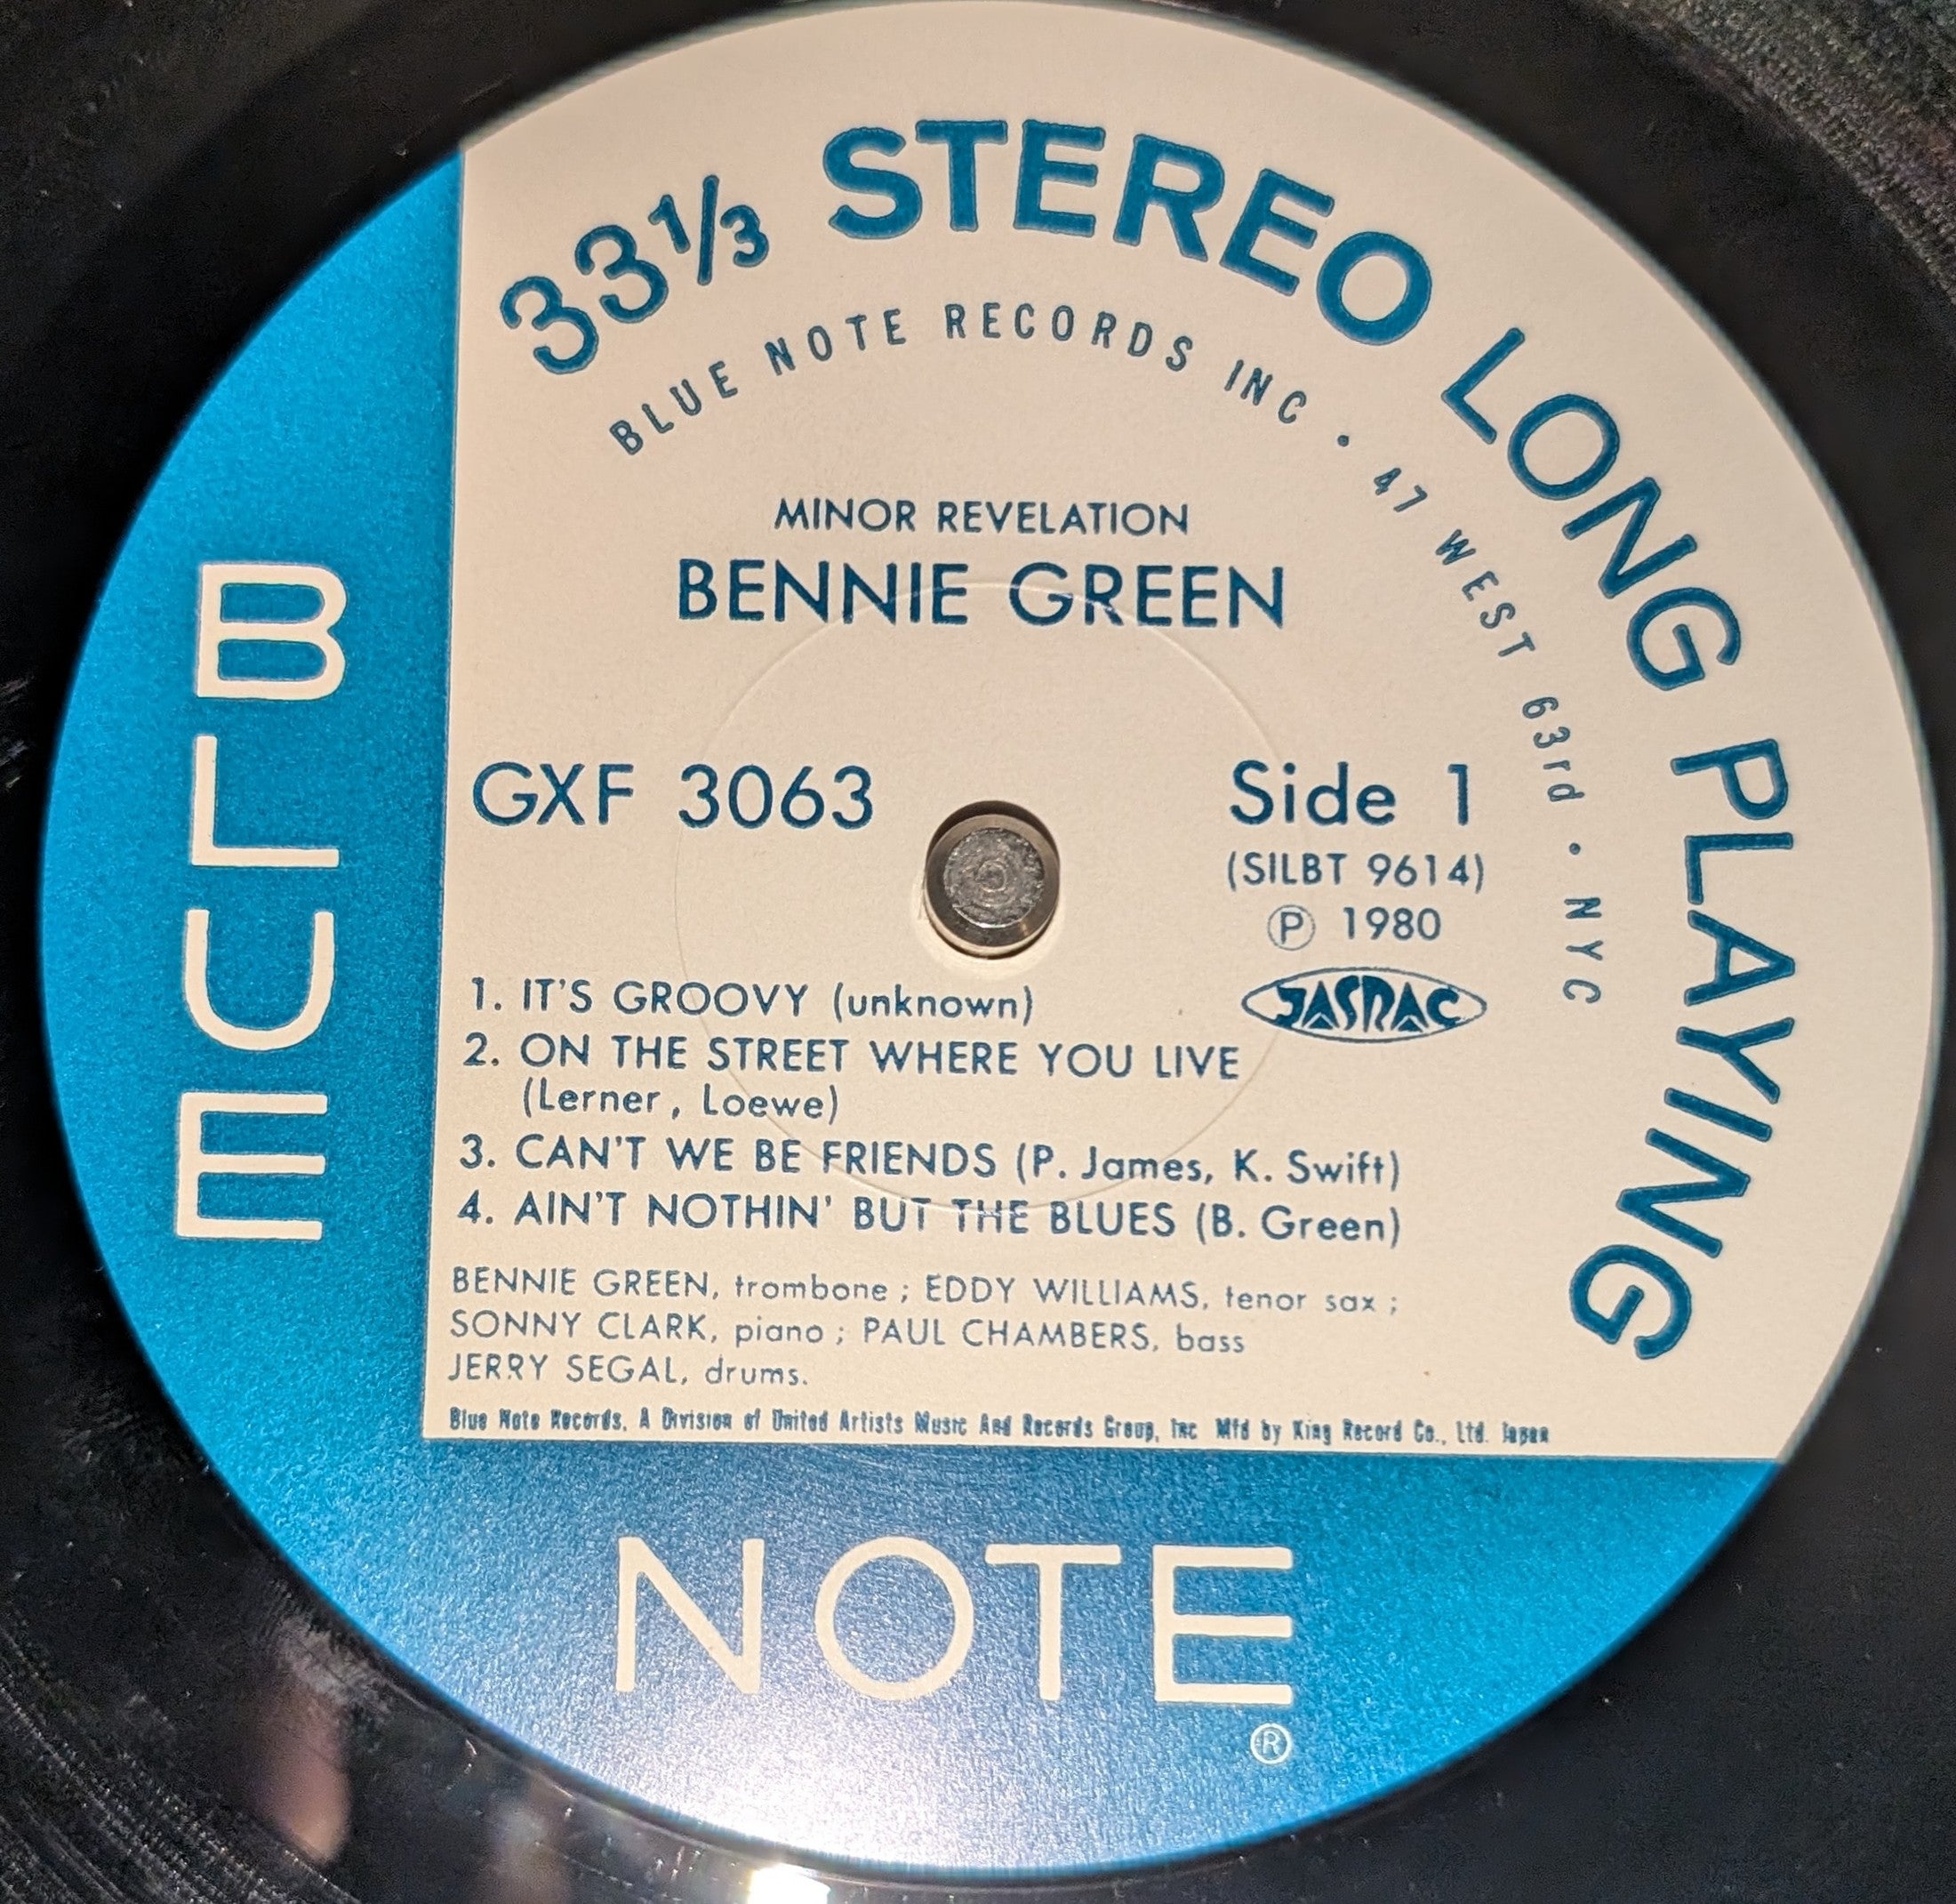 33⅓ STEREO LONG PLAYING
BLUE NOTE RECORDS INC · 47 WEST 63rd · NYC
MINOR REVELATION
BENNIE GREEN
GXF 3063
Side 1
(SILBT 9614)
Ⓟ 1980
JASRAC
1. IT'S GROOVY (unknown)
2. ON THE STREET WHERE YOU LIVE
(Lerner, Loewe)
3. CAN'T WE BE FRIENDS (P. James, K. Swift)
4. AIN'T NOTHIN' BUT THE BLUES (B. Green)
BENNIE GREEN, trombone ; EDDY WILLIAMS, tenor sax ;
SONNY CLARK, piano ; PAUL CHAMBERS, bass
JERRY SEGAL, drums.
Blue Note Records, A Division of United Artists Music And Records Group, Inc Mfd by King Record Co., Ltd. Japan
BLUE
NOTE
®